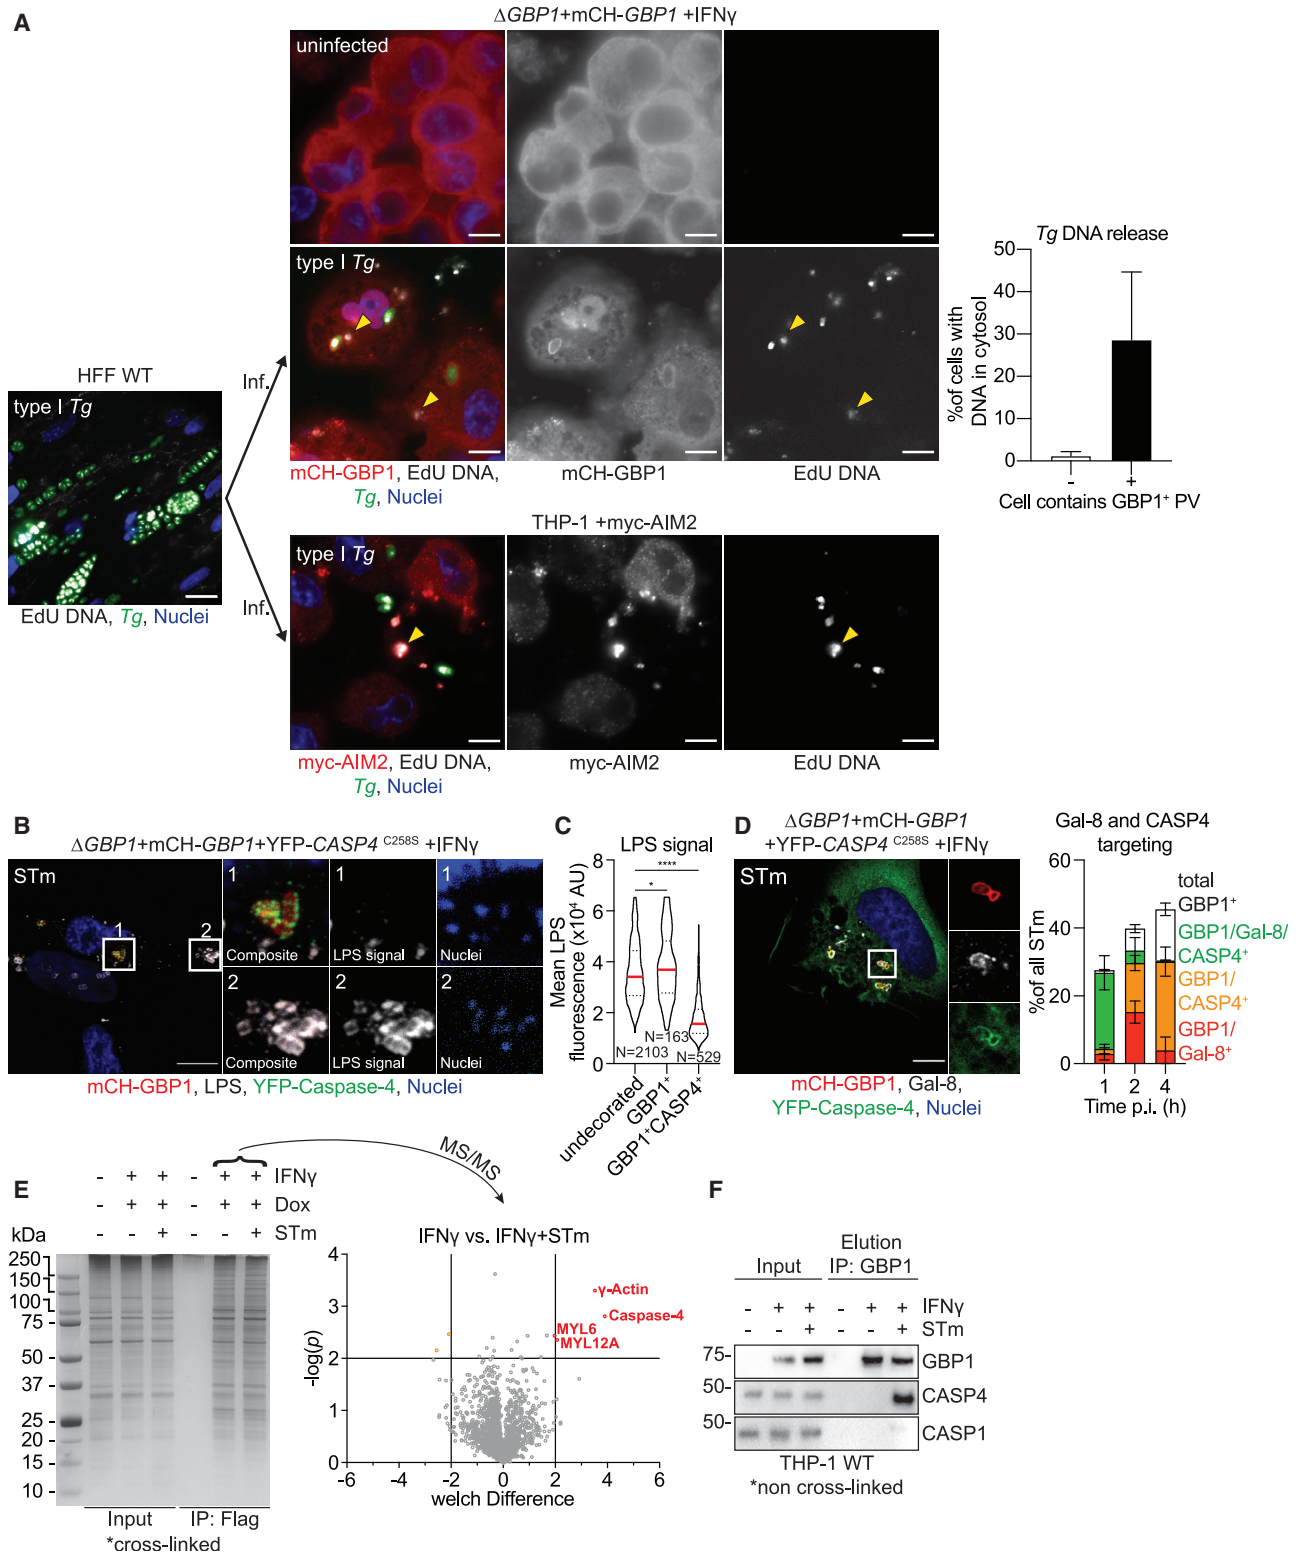 A
ΔGBP1+mCH-GBP1 +IFNγ
uninfected
type I Tg
HFF WT
type I Tg
EdU DNA, Tg, Nuclei
Inf.
Inf.
mCH-GBP1, EdU DNA,
Tg, Nuclei
mCH-GBP1
EdU DNA
Tg DNA release
%of cells with
DNA in cytosol
50
40
30
20
10
0
- +
Cell contains GBP1⁺ PV
THP-1 +myc-AIM2
type I Tg
myc-AIM2, EdU DNA,
Tg, Nuclei
myc-AIM2
EdU DNA
B
ΔGBP1+mCH-GBP1+YFP-CASP4 C258S +IFNγ
STm
1
2
1
Composite
1
LPS signal
1
Nuclei
2
Composite
2
LPS signal
2
Nuclei
mCH-GBP1, LPS, YFP-Caspase-4, Nuclei
C
LPS signal
Mean LPS
fluorescence (x10⁴ AU)
8
6
4
2
0
****
*
N=2103
N=163
N=529
undecorated
GBP1⁺
GBP1⁺CASP4⁺
D
ΔGBP1+mCH-GBP1
+YFP-CASP4 C258S +IFNγ
STm
mCH-GBP1, Gal-8,
YFP-Caspase-4, Nuclei
Gal-8 and CASP4
targeting
%of all STm
60
40
20
0
1 2 4
Time p.i. (h)
total
GBP1⁺
GBP1/Gal-8/
CASP4⁺
GBP1/
CASP4⁺
GBP1/
Gal-8⁺
E
- + + - + + IFNγ
- + + - + + Dox
- - + - - + STm
kDa
250
150
100
75
50
37
25
20
15
10
Input
IP: Flag
*cross-linked
MS/MS
IFNγ vs. IFNγ+STm
-log(p)
4
3
2
1
0
-6 -4 -2 0 2 4 6
welch Difference
γ-Actin
Caspase-4
MYL6
MYL12A
F
Elution
Input
IP: GBP1
- + + - + + IFNγ
- - + - - + STm
75-
GBP1
50-
CASP4
50-
CASP1
THP-1 WT
*non cross-linked